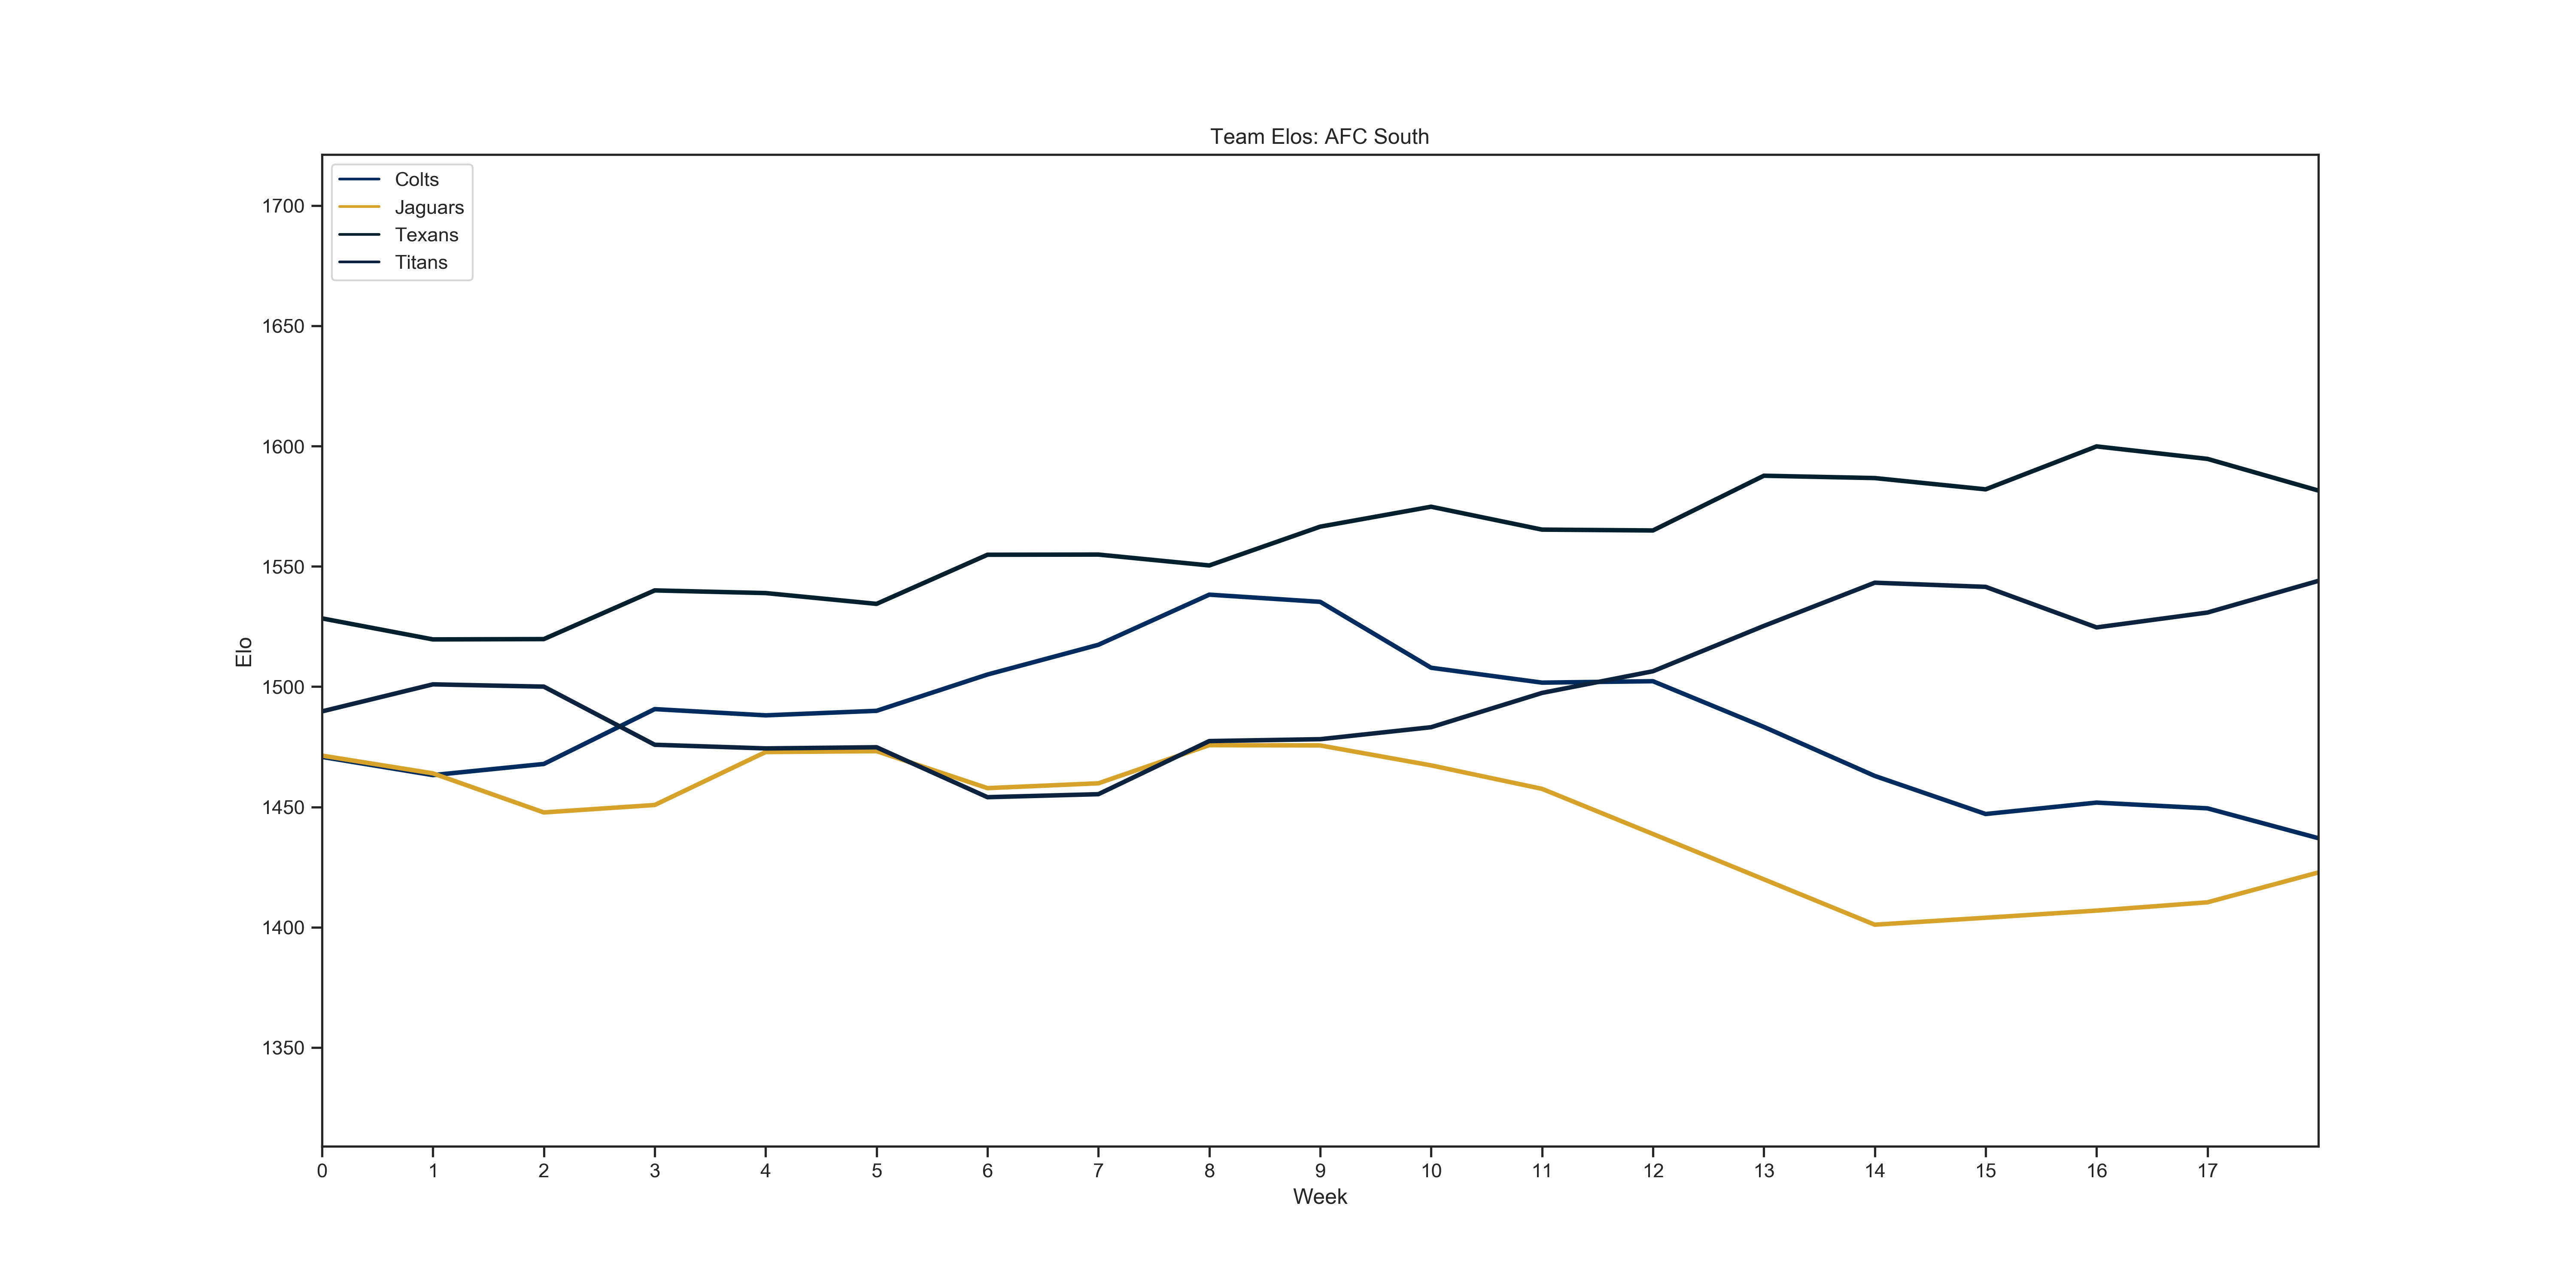 Team Elos: AFC South
Colts
Jaguars
Texans
Titans
1700
1650
1600
1550
1500
1450
1400
1350
Elo
0 1 2 3 4 5 6 7 8 9 10 11 12 13 14 15 16 17
Week